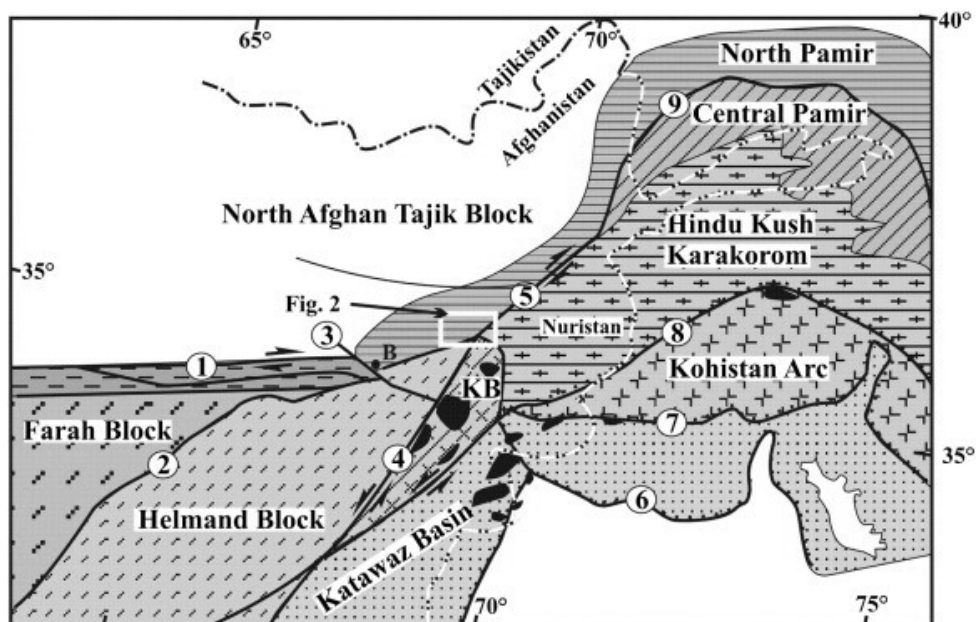 65°
70°
40°
Tajikistan
Afghanistan
North Pamir
9
Central Pamir
North Afghan Tajik Block
Hindu Kush
Karakorom
35°
Fig. 2
5
3
Nuristan
8
1
B
KB
Kohistan Arc
Farah Block
7
2
4
35°
6
Helmand Block
Katawaz Basin
70°
75°